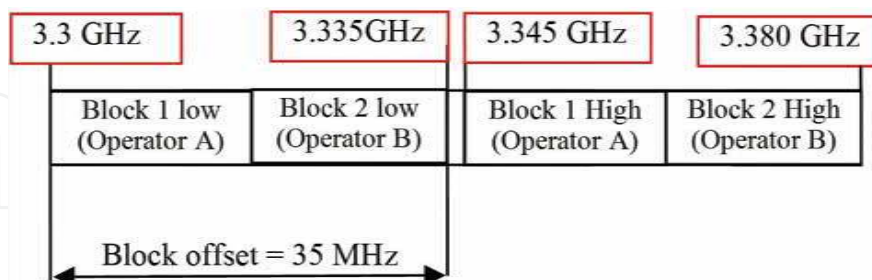 3.3 GHz
3.335GHz
3.345 GHz
3.380 GHz
Block 1 low
(Operator A)
Block 2 low
(Operator B)
Block 1 High
(Operator A)
Block 2 High
(Operator B)
Block offset = 35 MHz